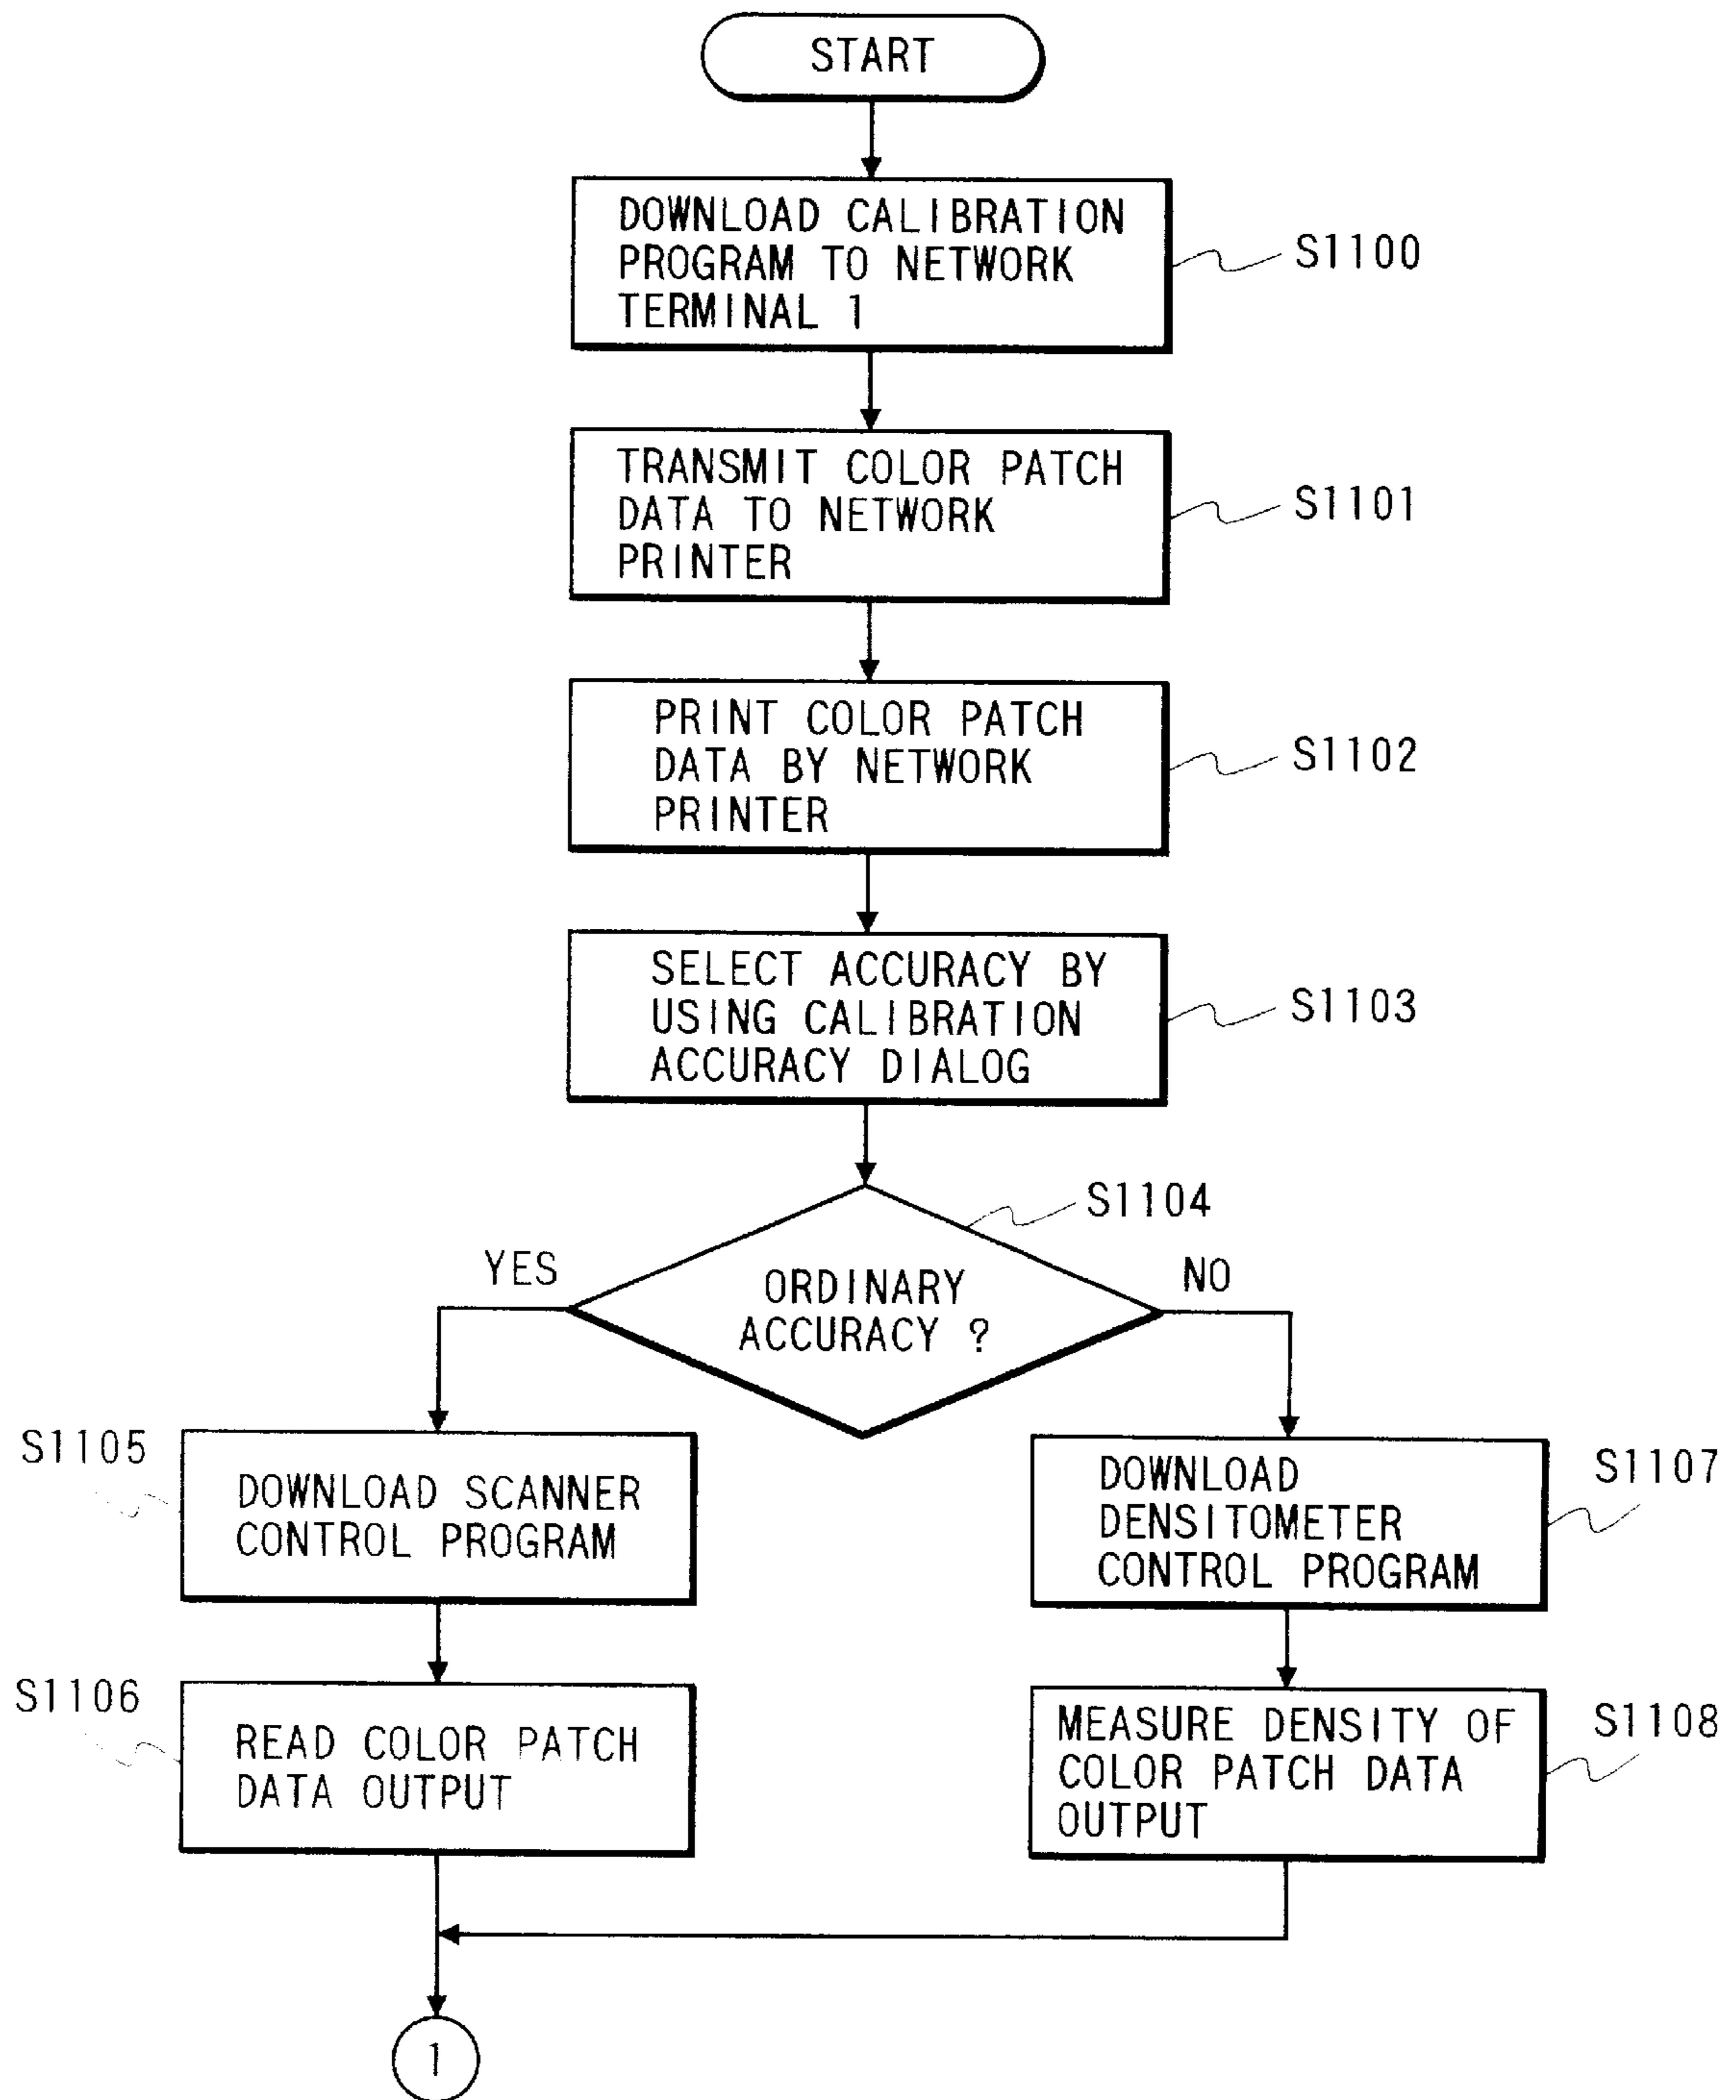 START
DOWNLOAD CALIBRATION
PROGRAM TO NETWORK
TERMINAL 1
S1100
TRANSMIT COLOR PATCH
DATA TO NETWORK
PRINTER
S1101
PRINT COLOR PATCH
DATA BY NETWORK
PRINTER
S1102
SELECT ACCURACY BY
USING CALIBRATION
ACCURACY DIALOG
S1103
S1104
YES
ORDINARY
ACCURACY ?
NO
S1105
DOWNLOAD SCANNER
CONTROL PROGRAM
DOWNLOAD
DENSITOMETER
CONTROL PROGRAM
S1107
S1106
READ COLOR PATCH
DATA OUTPUT
MEASURE DENSITY OF
COLOR PATCH DATA
OUTPUT
S1108
1